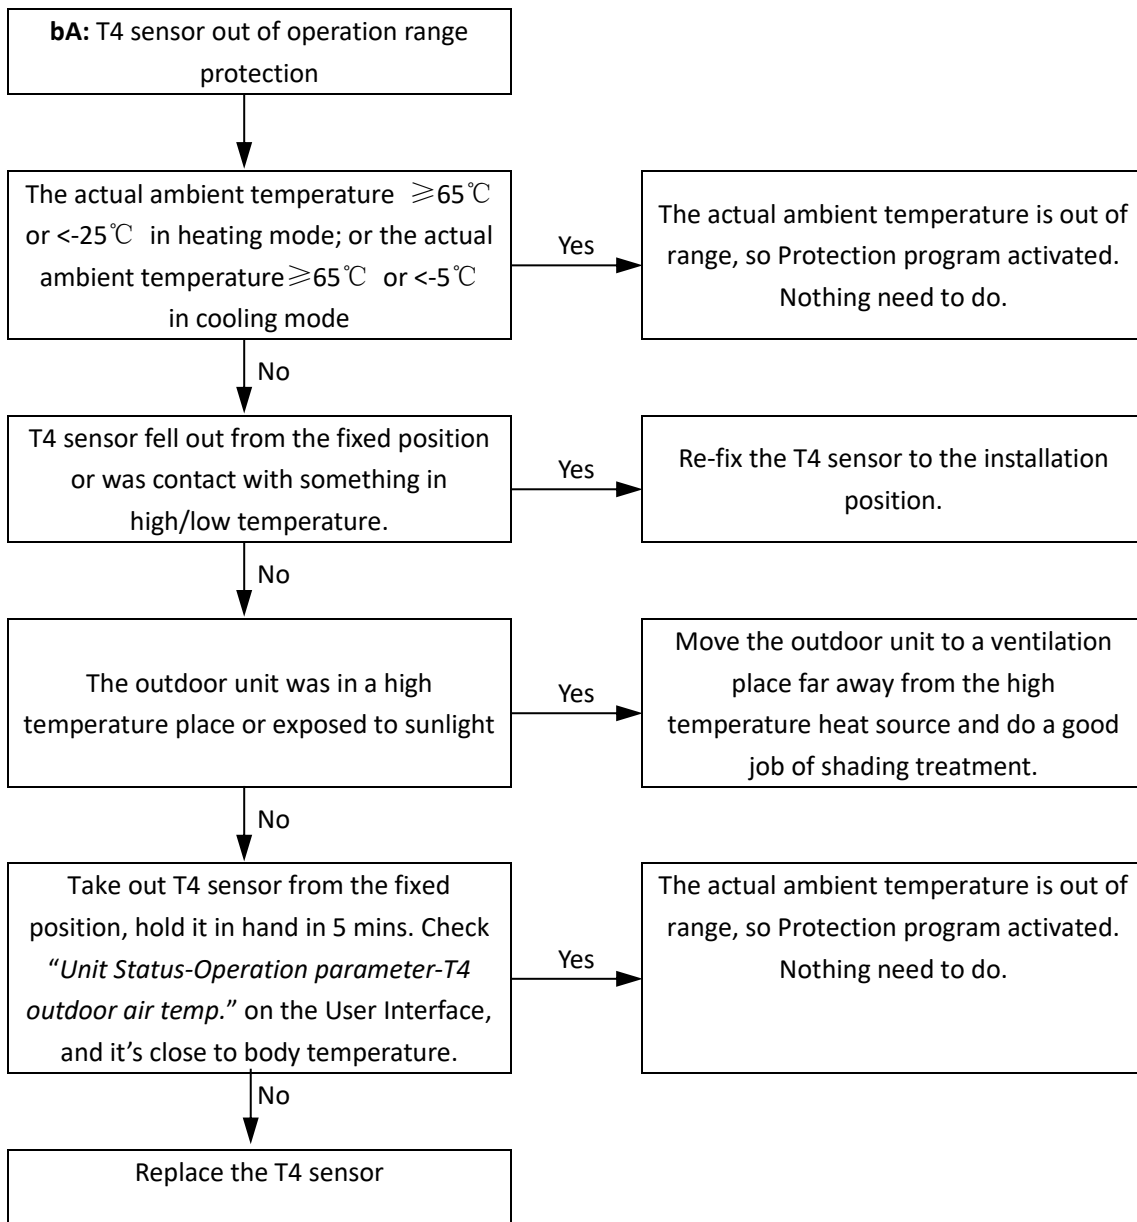 bA: T4 sensor out of operation range
protection
The actual ambient temperature ≥65℃
or <-25℃ in heating mode; or the actual
ambient temperature≥65℃ or <-5℃
in cooling mode
Yes
The actual ambient temperature is out of
range, so Protection program activated.
Nothing need to do.
No
T4 sensor fell out from the fixed position
or was contact with something in
high/low temperature.
Yes
Re-fix the T4 sensor to the installation
position.
No
The outdoor unit was in a high
temperature place or exposed to sunlight
Yes
Move the outdoor unit to a ventilation
place far away from the high
temperature heat source and do a good
job of shading treatment.
No
Take out T4 sensor from the fixed
position, hold it in hand in 5 mins. Check
“Unit Status-Operation parameter-T4
outdoor air temp.” on the User Interface,
and it’s close to body temperature.
Yes
The actual ambient temperature is out of
range, so Protection program activated.
Nothing need to do.
No
Replace the T4 sensor